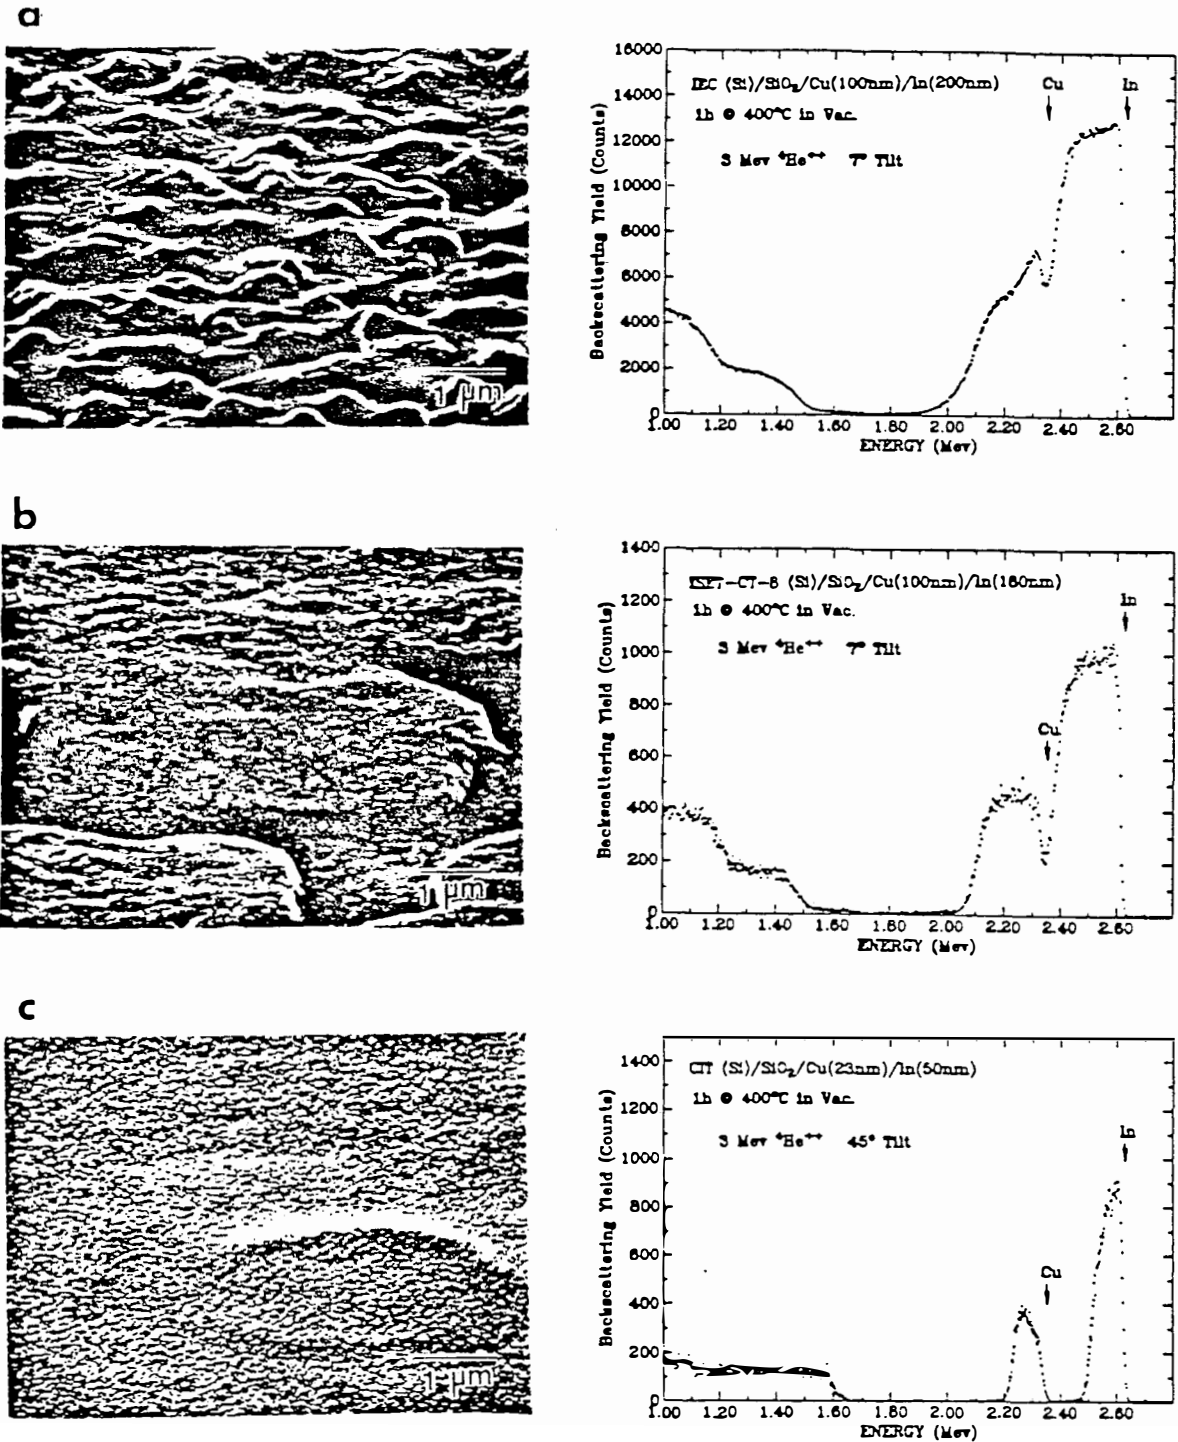 a
16000
14000
12000
10000
8000
6000
4000
2000
0
Backscattering Yield (Counts)
IEC (Si)/SiO₂/Cu(100nm)/In(200nm)
1h @ 400°C in Vac.
3 Mev ⁴He⁺⁺ 7° Tilt
Cu
In
1 μm
1.00 1.20 1.40 1.60 1.80 2.00 2.20 2.40 2.60
ENERGY (Mev)
b
1400
1200
1000
800
600
400
200
0
Backscattering Yield (Counts)
(Si)/SiO₂/Cu(100nm)/In(160nm)
1h @ 400°C in Vac.
3 Mev ⁴He⁺⁺ 7° Tilt
In
Cu
1 μm
1.00 1.20 1.40 1.60 1.80 2.00 2.20 2.40 2.60
ENERGY (Mev)
c
1400
1200
1000
800
600
400
200
0
Backscattering Yield (Counts)
CIT (Si)/SiO₂/Cu(23nm)/In(50nm)
1h @ 400°C in Vac.
3 Mev ⁴He⁺⁺ 45° Tilt
In
Cu
1 μm
1.00 1.20 1.40 1.60 1.80 2.00 2.20 2.40 2.60
ENERGY (Mev)